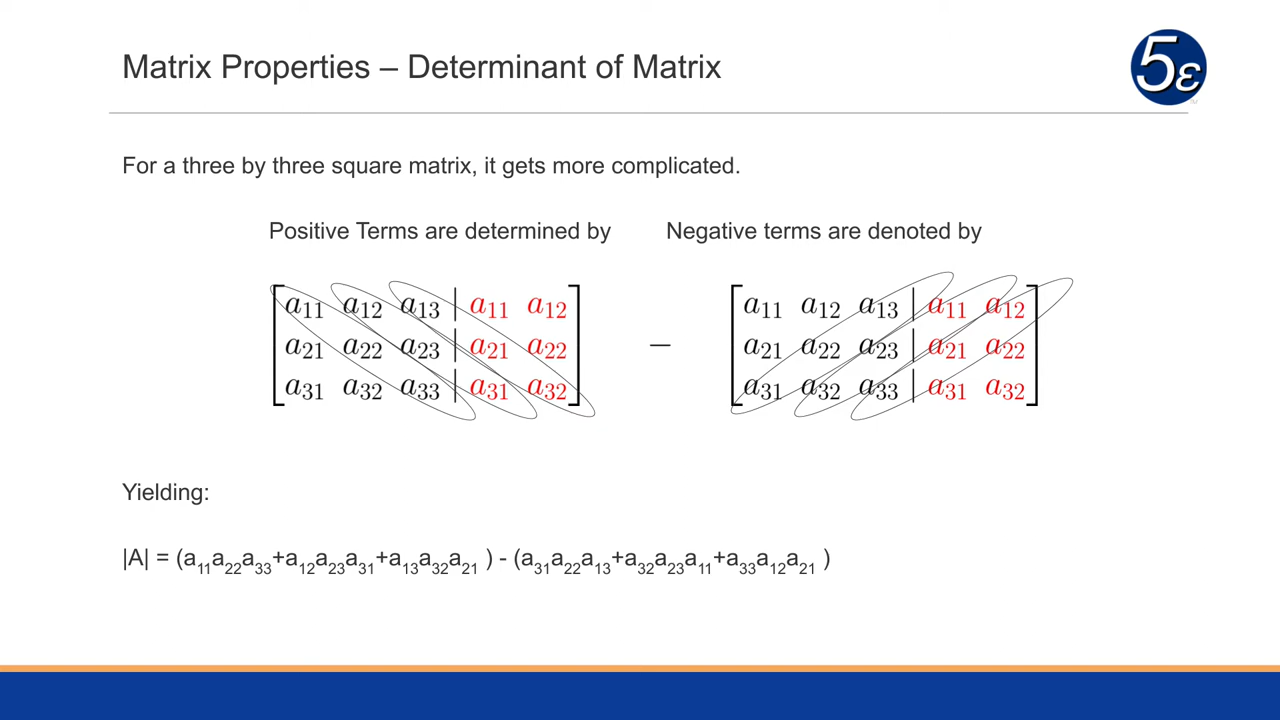 Matrix Properties – Determinant of Matrix
5ε
TM
For a three by three square matrix, it gets more complicated.
Positive Terms are determined by
Negative terms are denoted by
a₁₁ a₁₂ a₁₃ | a₁₁ a₁₂
a₂₁ a₂₂ a₂₃ | a₂₁ a₂₂
a₃₁ a₃₂ a₃₃ | a₃₁ a₃₂
—
a₁₁ a₁₂ a₁₃ | a₁₁ a₁₂
a₂₁ a₂₂ a₂₃ | a₂₁ a₂₂
a₃₁ a₃₂ a₃₃ | a₃₁ a₃₂
Yielding:
|A| = (a₁₁a₂₂a₃₃+a₁₂a₂₃a₃₁+a₁₃a₃₂a₂₁ ) - (a₃₁a₂₂a₁₃+a₃₂a₂₃a₁₁+a₃₃a₁₂a₂₁ )